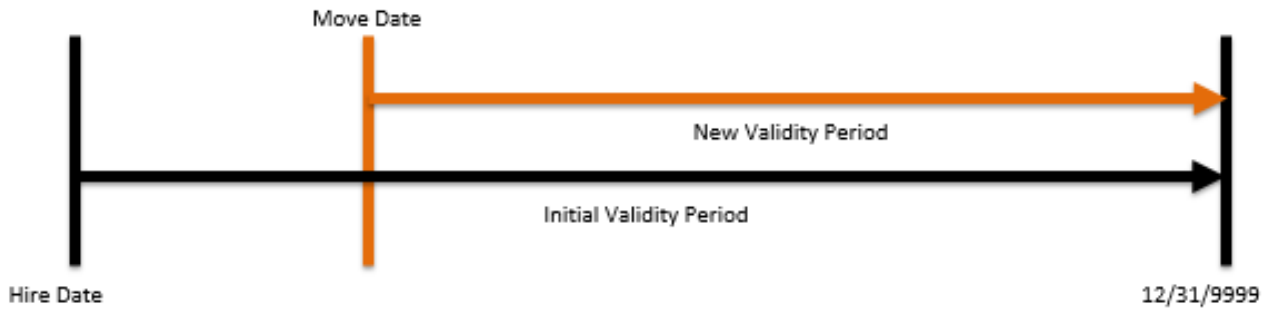 Move Date
New Validity Period
Initial Validity Period
Hire Date
12/31/9999